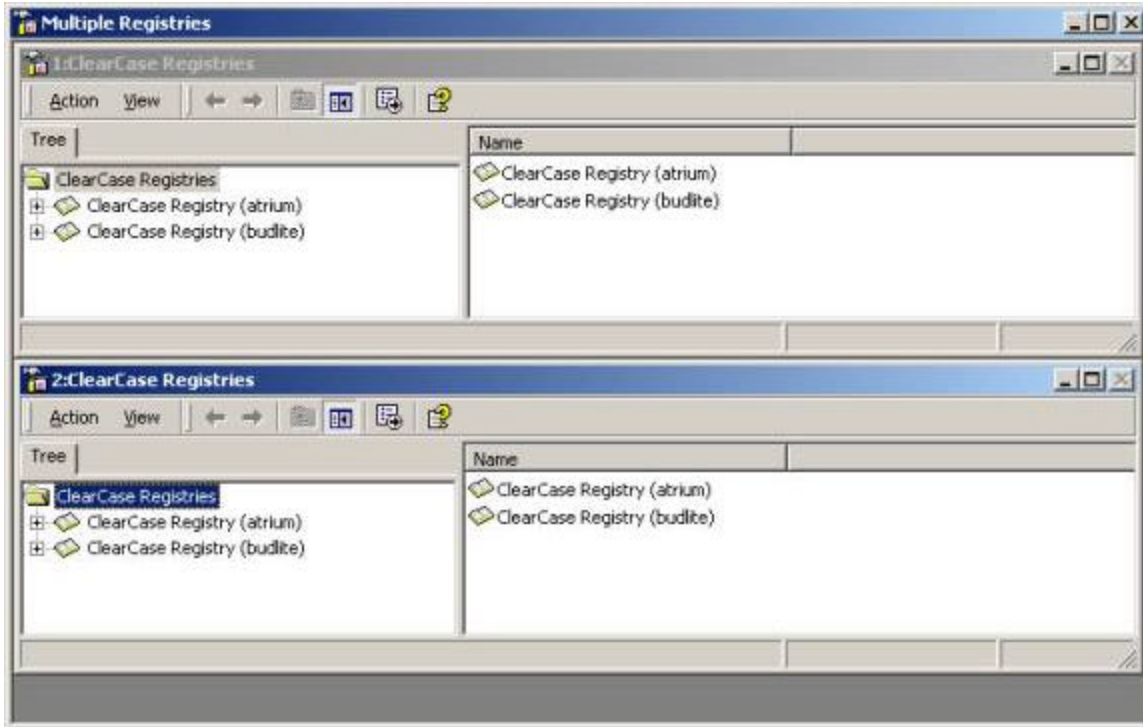 Multiple Registries
1:ClearCase Registries
Action View
Tree
Name
ClearCase Registries
ClearCase Registry (atrium)
ClearCase Registry (budlite)
ClearCase Registry (atrium)
ClearCase Registry (budlite)
2:ClearCase Registries
Action View
Tree
Name
ClearCase Registries
ClearCase Registry (atrium)
ClearCase Registry (budlite)
ClearCase Registry (atrium)
ClearCase Registry (budlite)